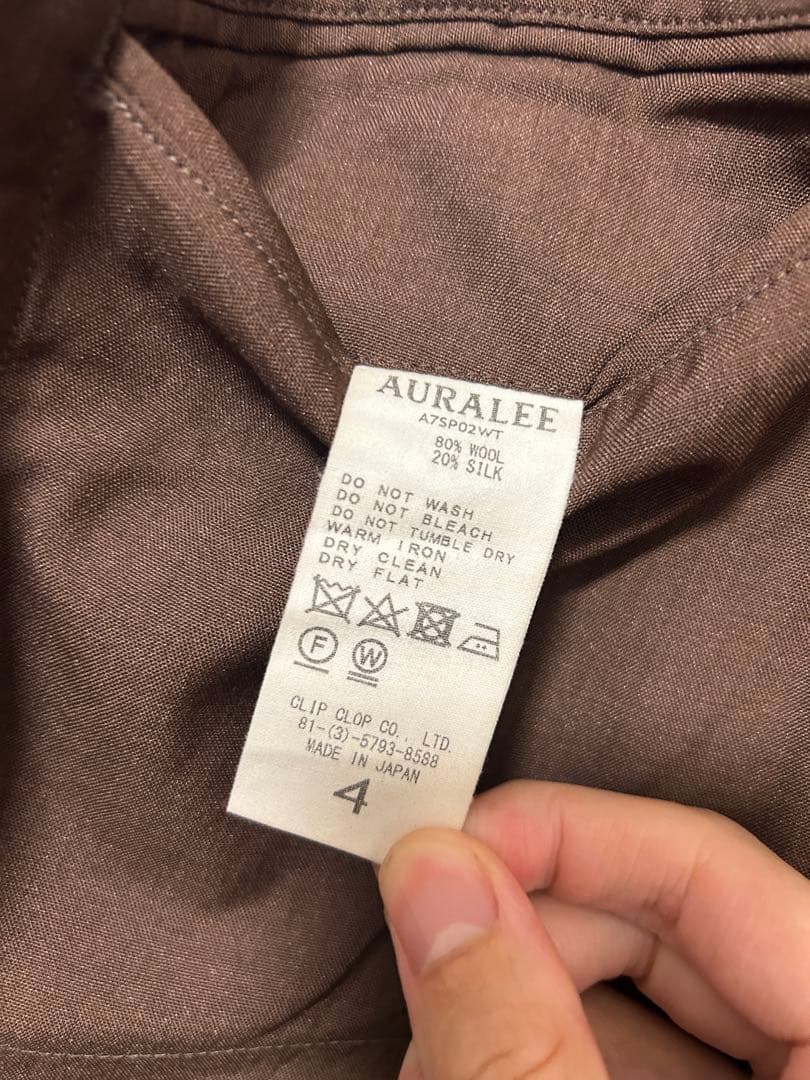 AURALEE
A7SP02WT
80% WOOL
20% SILK
DO NOT WASH
DO NOT BLEACH
DO NOT TUMBLE DRY
WARM IRON
DRY CLEAN
DRY FLAT
F W
CLIP CLOP CO., LTD.
81-(3)-5793-8588
MADE IN JAPAN
4